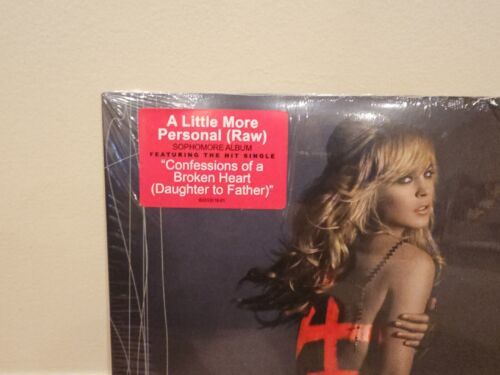 A Little More
Personal (Raw)
SOPHOMORE ALBUM
FEATURING THE HIT SINGLE
"Confessions of a
Broken Heart
(Daughter to Father)"